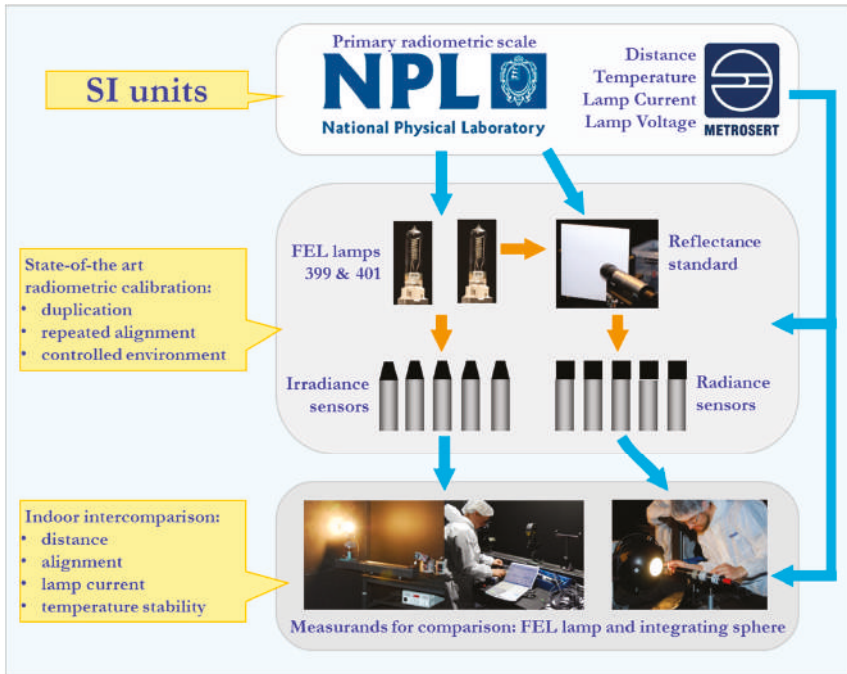 Primary radiometric scale
NPL
National Physical Laboratory
Distance
Temperature
Lamp Current
Lamp Voltage
METROSERT
SI units
State-of-the art
radiometric calibration:
• duplication
• repeated alignment
• controlled environment
FEL lamps
399 & 401
Reflectance
standard
Irradiance
sensors
Radiance
sensors
Indoor intercomparison:
• distance
• alignment
• lamp current
• temperature stability
Measurands for comparison: FEL lamp and integrating sphere